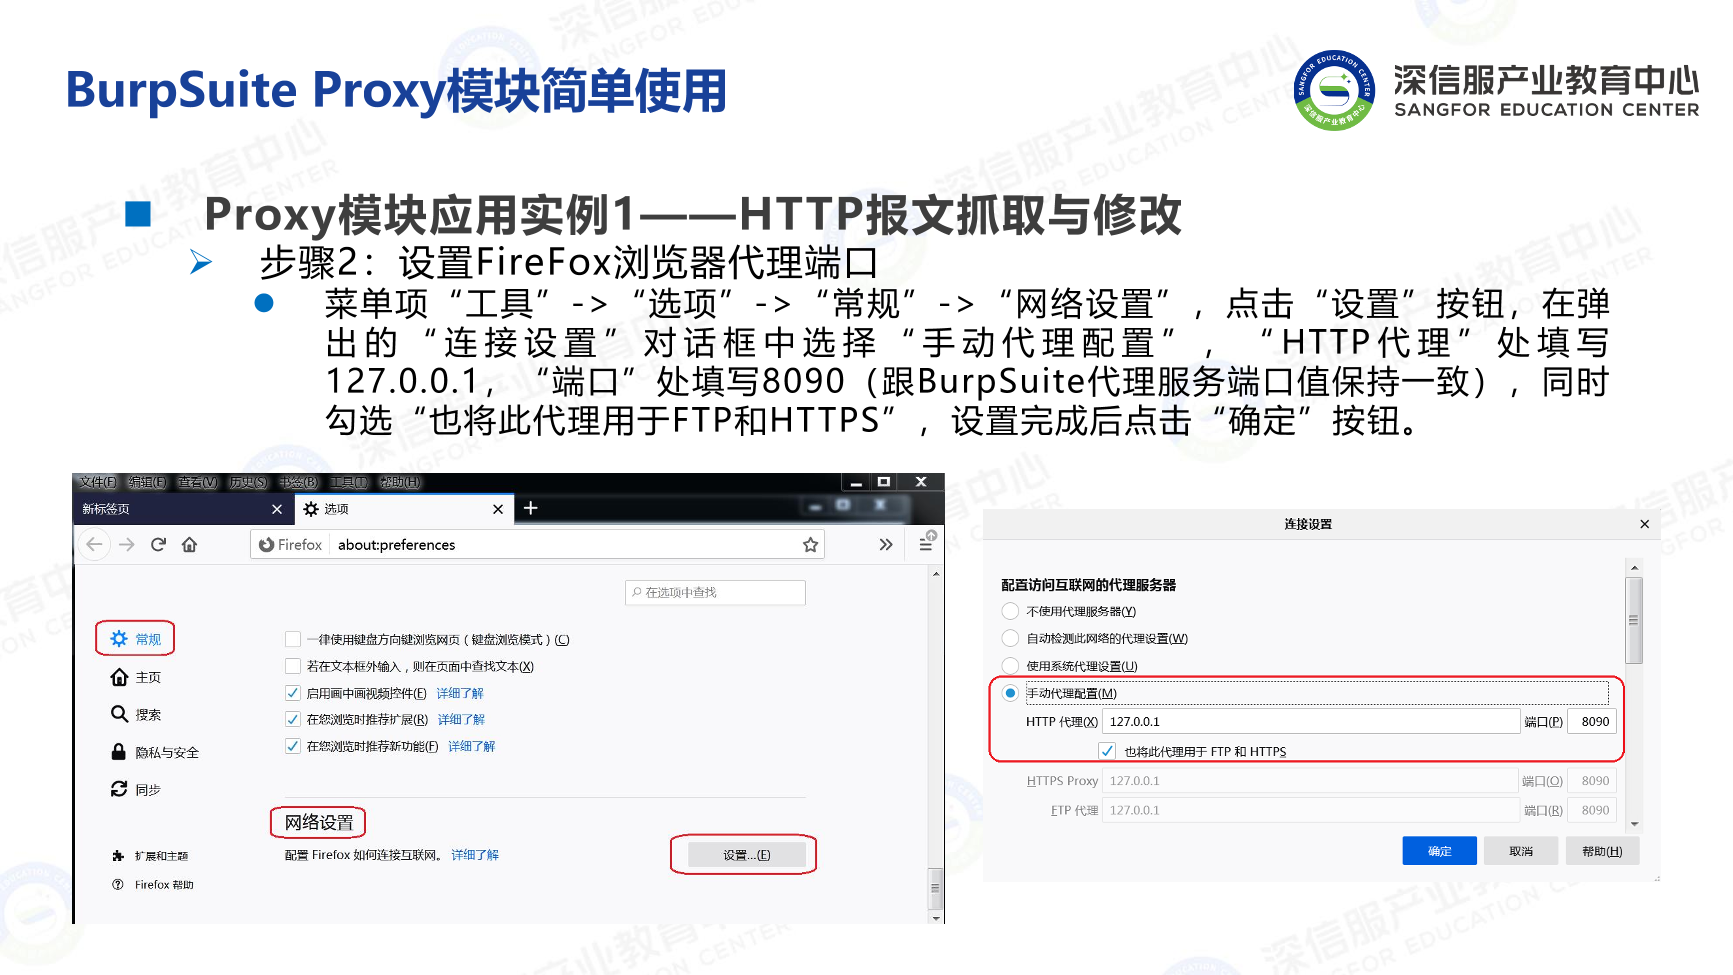 BurpSuite Proxy模块简单使用
深信服产业教育中心
SANGFOR EDUCATION CENTER
Proxy模块应用实例1——HTTP报文抓取与修改
步骤2：设置FireFox浏览器代理端口
菜单项“工具”->“选项”->“常规”->“网络设置”，点击“设置”按钮，在弹
出的“连接设置”对话框中选择“手动代理配置”，“HTTP代理”处填写
127.0.0.1，“端口”处填写8090（跟BurpSuite代理服务端口值保持一致），同时
勾选“也将此代理用于FTP和HTTPS”，设置完成后点击“确定”按钮。
文件(F) 编辑(E) 查看(V) 历史(S) 书签(B) 工具(T) 帮助(H)
新标签页
选项
Firefox about:preferences
在选项中查找
常规
主页
搜索
隐私与安全
同步
扩展和主题
Firefox 帮助
一律使用键盘方向键浏览网页（键盘浏览模式）(C)
若在文本框外输入，则在页面中查找文本(X)
启用画中画视频控件(E) 详细了解
在您浏览时推荐扩展(R) 详细了解
在您浏览时推荐新功能(F) 详细了解
网络设置
配置 Firefox 如何连接互联网。 详细了解
设置...(E)
连接设置
配置访问互联网的代理服务器
不使用代理服务器(Y)
自动检测此网络的代理设置(W)
使用系统代理设置(U)
手动代理配置(M)
HTTP 代理(X) 127.0.0.1 端口(P) 8090
也将此代理用于 FTP 和 HTTPS
HTTPS Proxy 127.0.0.1 端口(O) 8090
FTP 代理 127.0.0.1 端口(R) 8090
确定 取消 帮助(H)